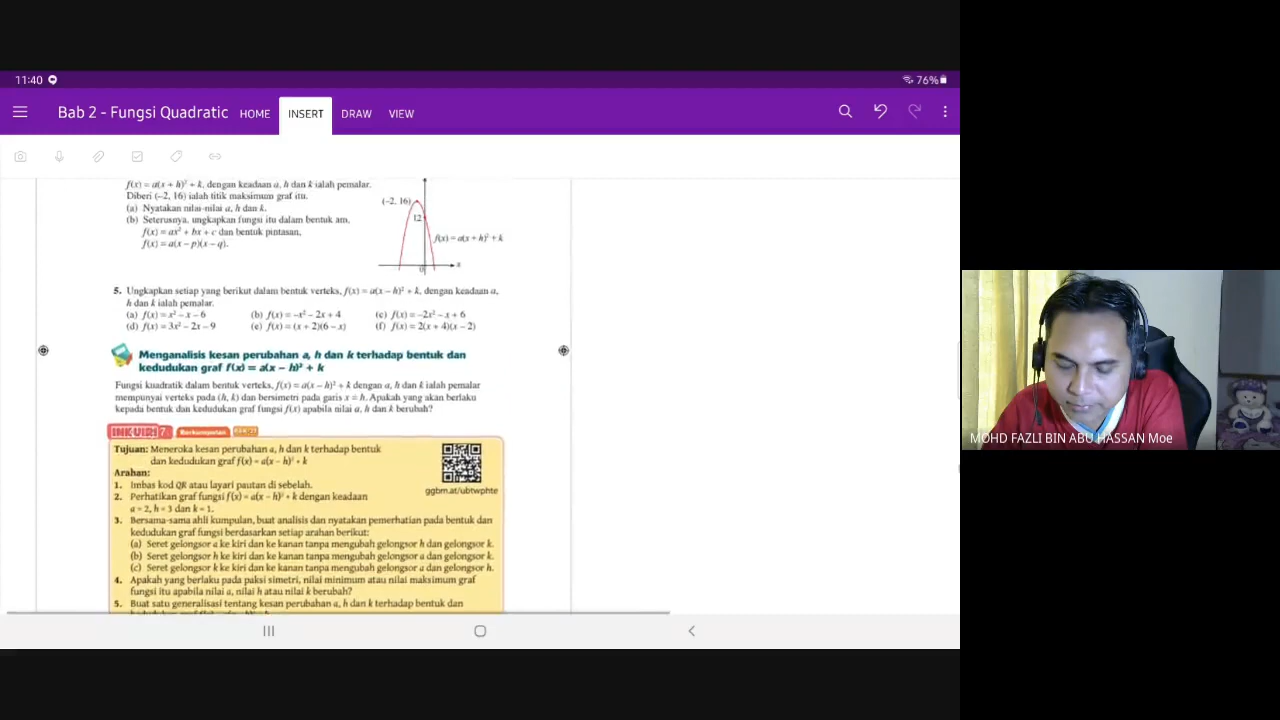 11:40
76%
Bab 2 - Fungsi Quadratic
HOME
INSERT
DRAW
VIEW
f(x) = a(x + h)² + k, dengan keadaan a, h dan k ialah pemalar.
Diberi (–2, 16) ialah titik maksimum graf itu.
(a) Nyatakan nilai-nilai a, h dan k.
(b) Seterusnya, ungkapkan fungsi itu dalam bentuk am,
f(x) = ax² + bx + c dan bentuk pintasan,
f(x) = a(x – p)(x – q).
(–2, 16)
12
f(x) = a(x + h)² + k
0
x
5. Ungkapkan setiap yang berikut dalam bentuk verteks, f(x) = a(x – h)² + k, dengan keadaan a,
h dan k ialah pemalar.
(a) f(x) = x² – x – 6 (b) f(x) = –x² – 2x + 4 (c) f(x) = –2x² – x + 6
(d) f(x) = 3x² – 2x – 9 (e) f(x) = (x + 2)(6 – x) (f) f(x) = 2(x + 4)(x – 2)
Menganalisis kesan perubahan a, h dan k terhadap bentuk dan
kedudukan graf f(x) = a(x – h)² + k
Fungsi kuadratik dalam bentuk verteks, f(x) = a(x – h)² + k dengan a, h dan k ialah pemalar
mempunyai verteks pada (h, k) dan bersimetri pada garis x = h. Apakah yang akan berlaku
kepada bentuk dan kedudukan graf fungsi f(x) apabila nilai a, h dan k berubah?
INKUIRI 7 Berkumpulan
Tujuan: Meneroka kesan perubahan a, h dan k terhadap bentuk
dan kedudukan graf f(x) = a(x – h)² + k
Arahan:
1. Imbas kod QR atau layari pautan di sebelah.
2. Perhatikan graf fungsi f(x) = a(x – h)² + k dengan keadaan
a = 2, h = 3 dan k = 1.
ggbm.at/ubtwphte
3. Bersama-sama ahli kumpulan, buat analisis dan nyatakan pemerhatian pada bentuk dan
kedudukan graf fungsi berdasarkan setiap arahan berikut:
(a) Seret gelongsor a ke kiri dan ke kanan tanpa mengubah gelongsor h dan gelongsor k.
(b) Seret gelongsor h ke kiri dan ke kanan tanpa mengubah gelongsor a dan gelongsor k.
(c) Seret gelongsor k ke kiri dan ke kanan tanpa mengubah gelongsor a dan gelongsor h.
4. Apakah yang berlaku pada paksi simetri, nilai minimum atau nilai maksimum graf
fungsi itu apabila nilai a, nilai h atau nilai k berubah?
5. Buat satu generalisasi tentang kesan perubahan a, h dan k terhadap bentuk dan
MOHD FAZLI BIN ABU HASSAN Moe